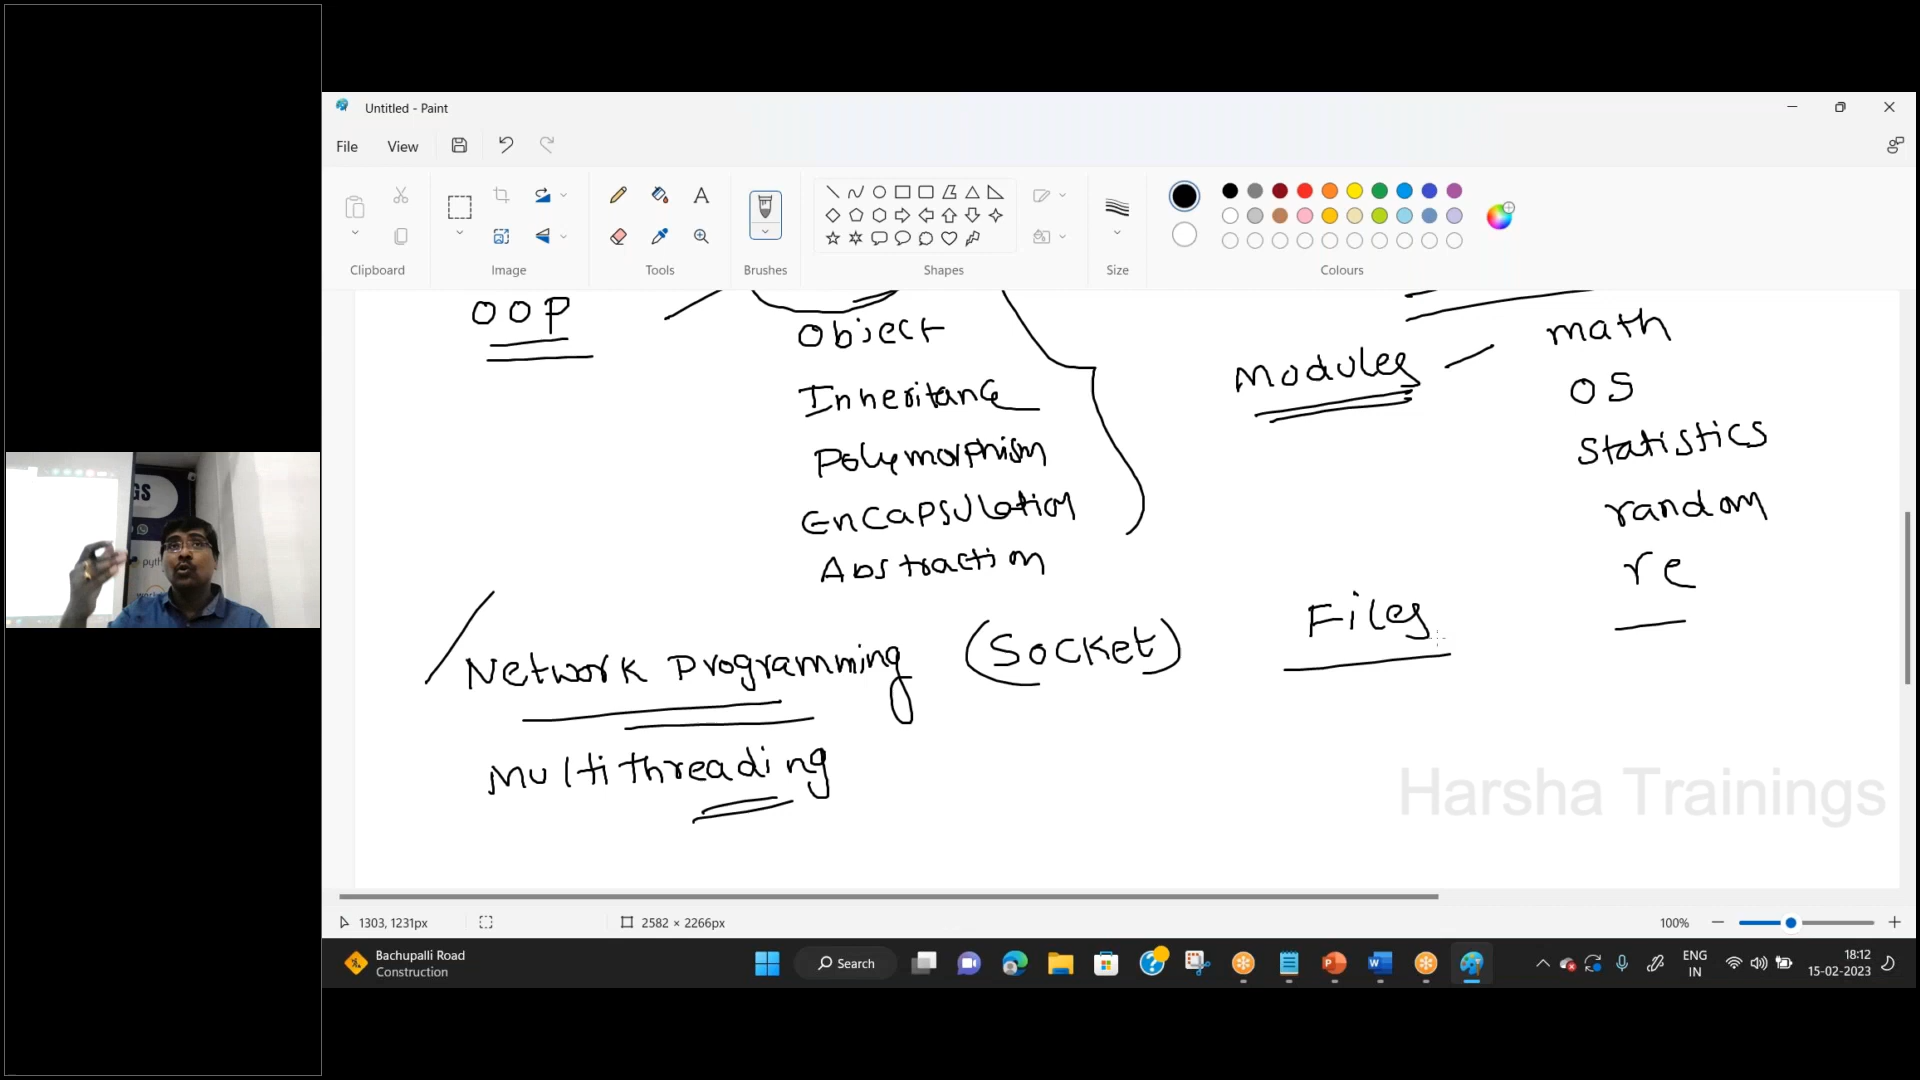 Untitled - Paint
File View
Clipboard
Image
Tools
Brushes
Shapes
Size
Colours
OOP
Object
Inheritance
Polymorphism
Encapsulation
Abstraction
Modules
math
OS
Statistics
random
re
Files
Network Programming (Socket)
Multithreading
Harsha Trainings
GS
pyth
1303, 1231px
2582 × 2266px
100%
Bachupalli Road
Construction
Search
ENG
IN
18:12
15-02-2023